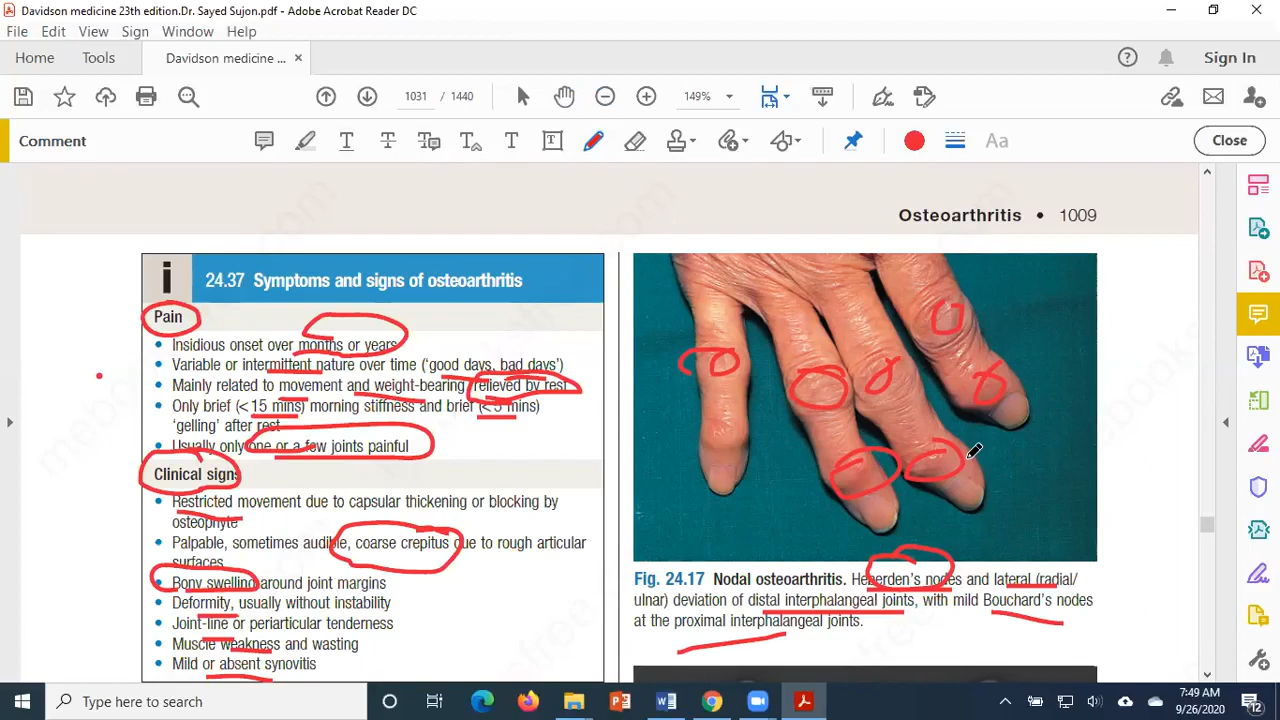 Davidson medicine 23th edition.Dr. Sayed Sujon.pdf - Adobe Acrobat Reader DC
File Edit View Sign Window Help
Home Tools Davidson medicine ... × Sign In
1031 / 1440 149%
Comment Close
Osteoarthritis • 1009
i 24.37 Symptoms and signs of osteoarthritis
Pain
• Insidious onset over months or years
• Variable or intermittent nature over time (‘good days, bad days’)
• Mainly related to movement and weight-bearing, relieved by rest
• Only brief (<15 mins) morning stiffness and brief (<5 mins)
‘gelling’ after rest
• Usually only one or a few joints painful
Clinical signs
• Restricted movement due to capsular thickening or blocking by
osteophyte
• Palpable, sometimes audible, coarse crepitus due to rough articular
surfaces
• Bony swelling around joint margins
• Deformity, usually without instability
• Joint-line or periarticular tenderness
• Muscle weakness and wasting
• Mild or absent synovitis
Fig. 24.17 Nodal osteoarthritis. Heberden’s nodes and lateral (radial/
ulnar) deviation of distal interphalangeal joints, with mild Bouchard’s nodes
at the proximal interphalangeal joints.
Type here to search
7:49 AM
9/26/2020
12